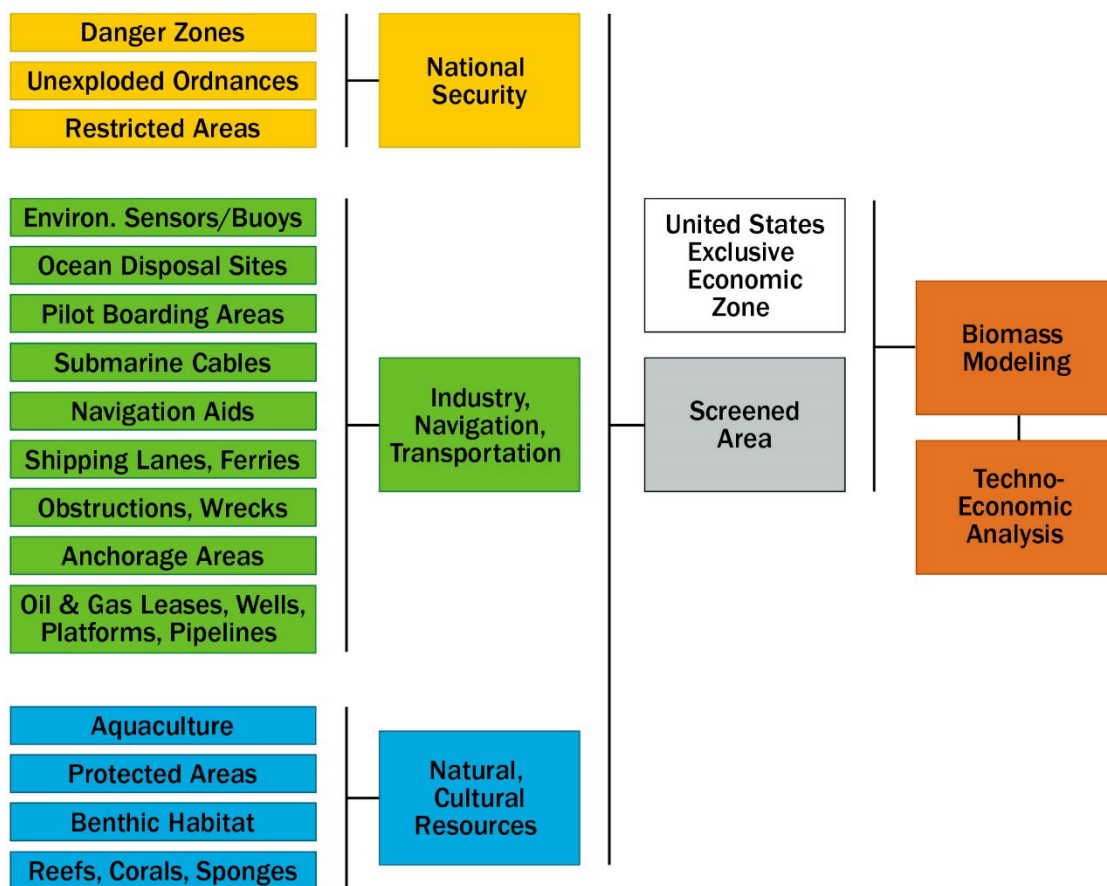 Danger Zones
Unexploded Ordnances
Restricted Areas
National
Security
Environ. Sensors/Buoys
Ocean Disposal Sites
Pilot Boarding Areas
Submarine Cables
Navigation Aids
Shipping Lanes, Ferries
Obstructions, Wrecks
Anchorage Areas
Oil & Gas Leases, Wells,
Platforms, Pipelines
Industry,
Navigation,
Transportation
Aquaculture
Protected Areas
Benthic Habitat
Reefs, Corals, Sponges
Natural,
Cultural
Resources
United States
Exclusive
Economic
Zone
Screened
Area
Biomass
Modeling
Techno-
Economic
Analysis